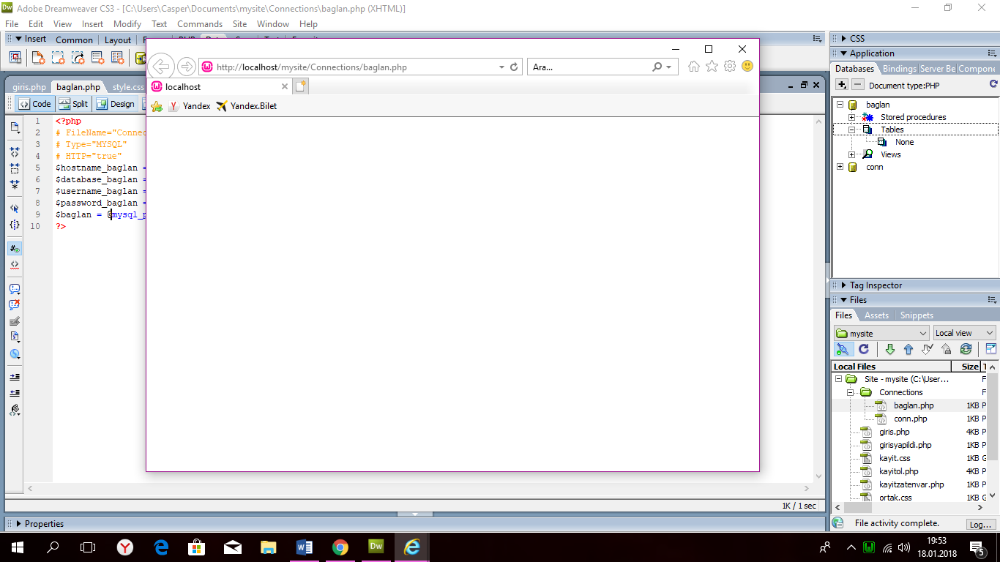 Adobe Dreamweaver CS3 - [C:\Users\Casper\Documents\mysite\Connections\baglan.php (XHTML)]
File Edit View Insert Modify Text Commands Site Window Help
Insert Common Layout
http://localhost/mysite/Connections/baglan.php
Ara...
localhost
Yandex Yandex.Bilet
giris.php baglan.php style.css
Code Split Design
1 <?php
2 # FileName="Connec
3 # Type="MYSQL"
4 # HTTP="true"
5 $hostname_baglan =
6 $database_baglan =
7 $username_baglan =
8 $password_baglan =
9 $baglan = @mysql_p
10 ?>
1K / 1 sec
Properties
CSS
Application
Databases Bindings Server Be Compone
Document type:PHP
baglan
Stored procedures
Tables
None
Views
conn
Tag Inspector
Files
Files Assets Snippets
mysite Local view
Local Files Size T
Site - mysite (C:\User... F
Connections F
baglan.php 1KB P
conn.php 1KB P
giris.php 4KB P
girisyapildi.php 1KB P
kayit.css 1KB G
kayitol.php 4KB P
kayitzatenvar.php 1KB P
ortak.css 1KB G
File activity complete. Log...
19:53
18.01.2018
5